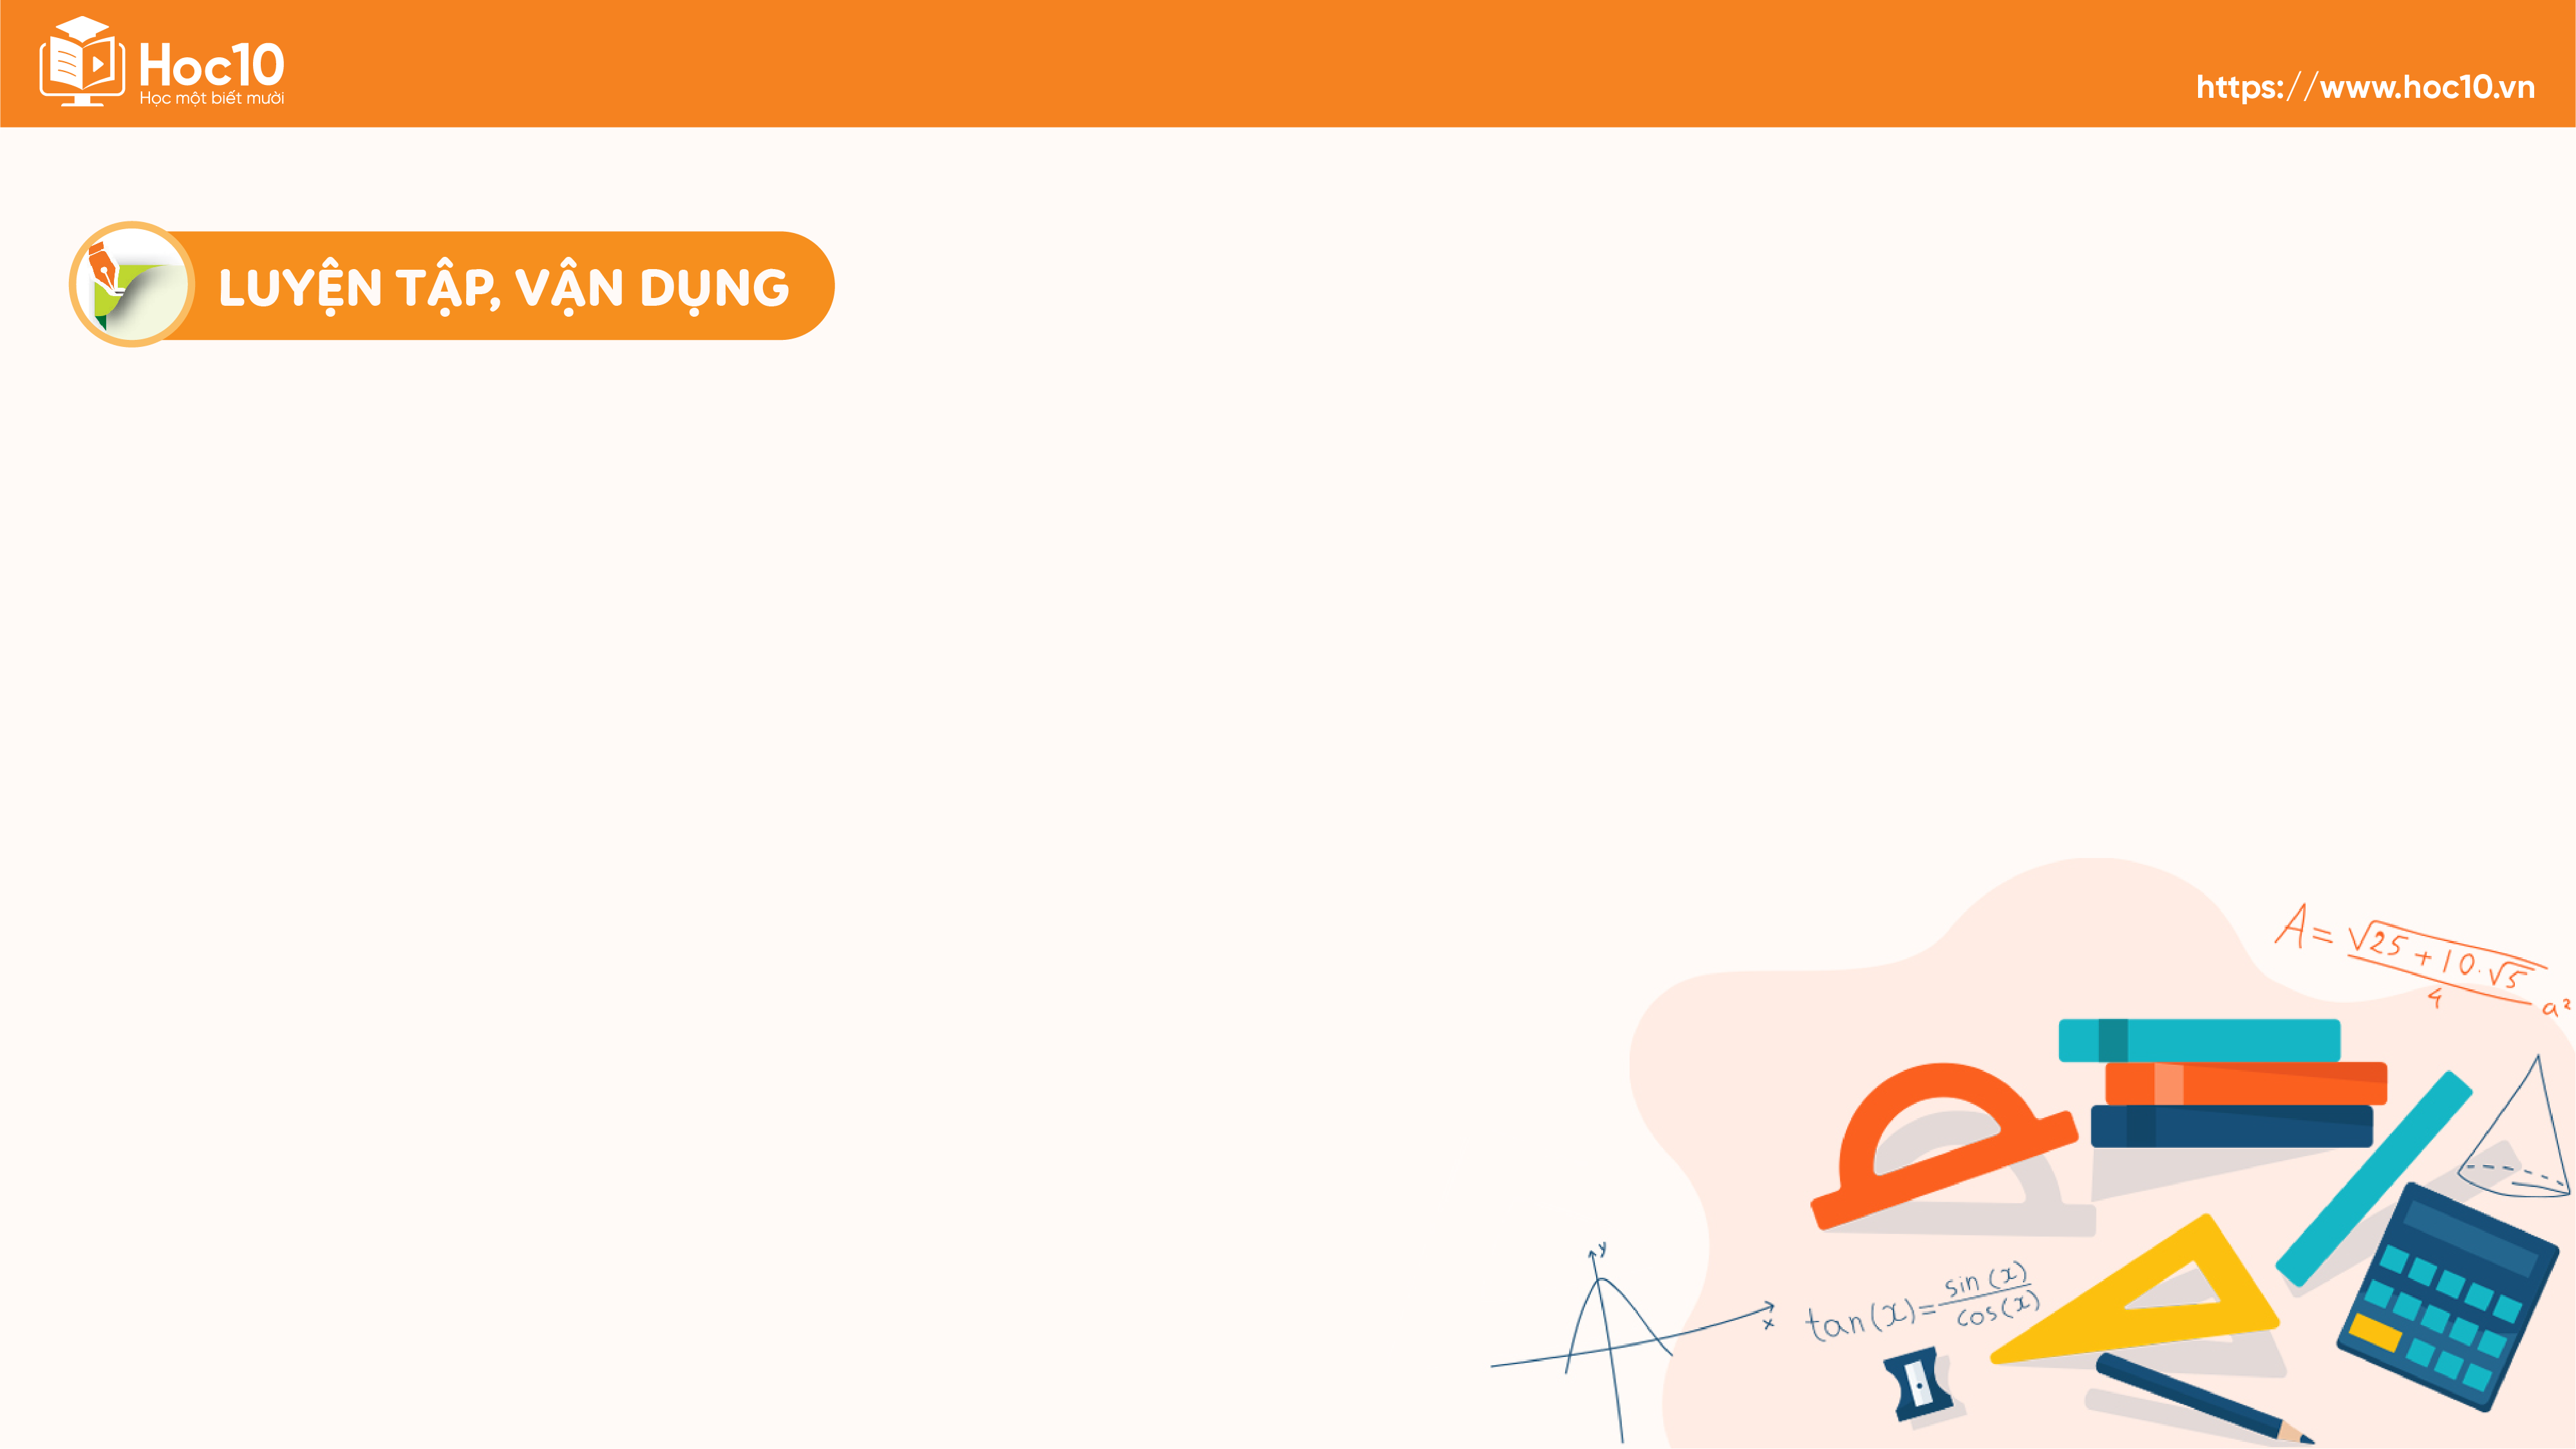 Hoc10
Học một biết mười
https://www.hoc10.vn
LUYỆN TẬP, VẬN DỤNG
A = √25 + 10.√5
4
a²
y
x
tan(x) = sin(x)
cos(x)